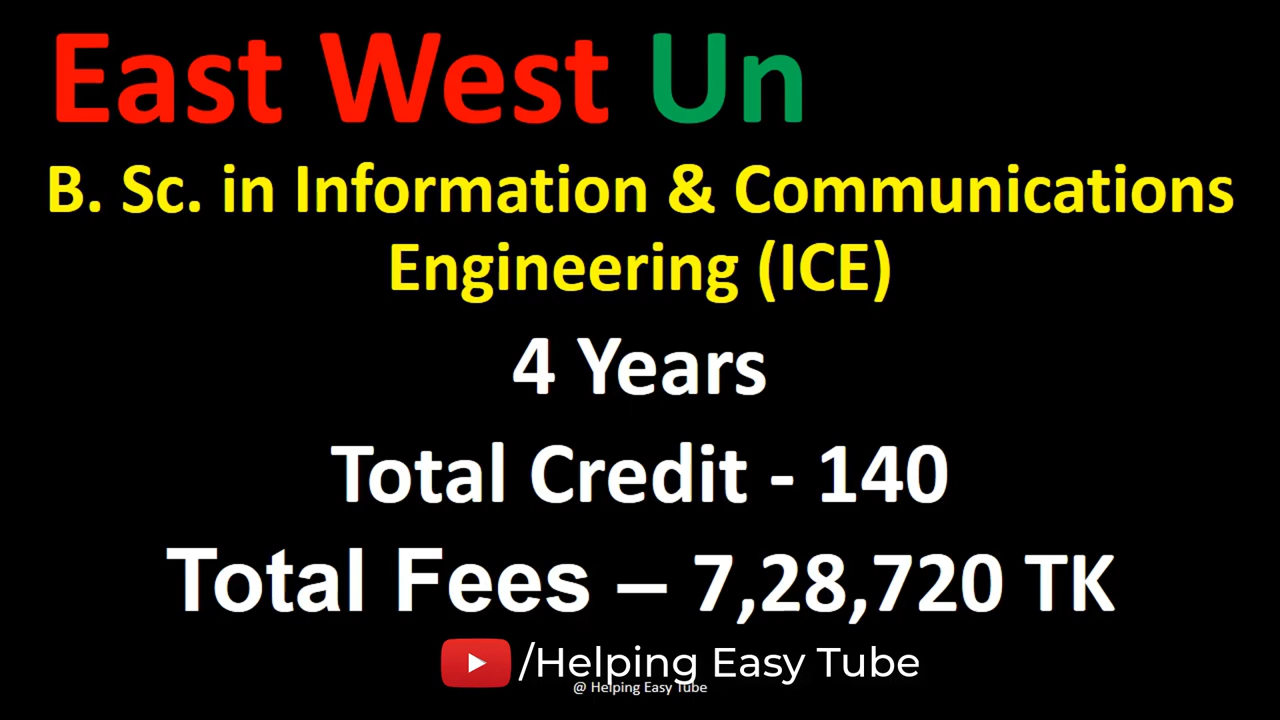 East West Un
B. Sc. in Information & Communications
Engineering (ICE)
4 Years
Total Credit - 140
Total Fees – 7,28,720 TK
/Helping Easy Tube
@ Helping Easy Tube